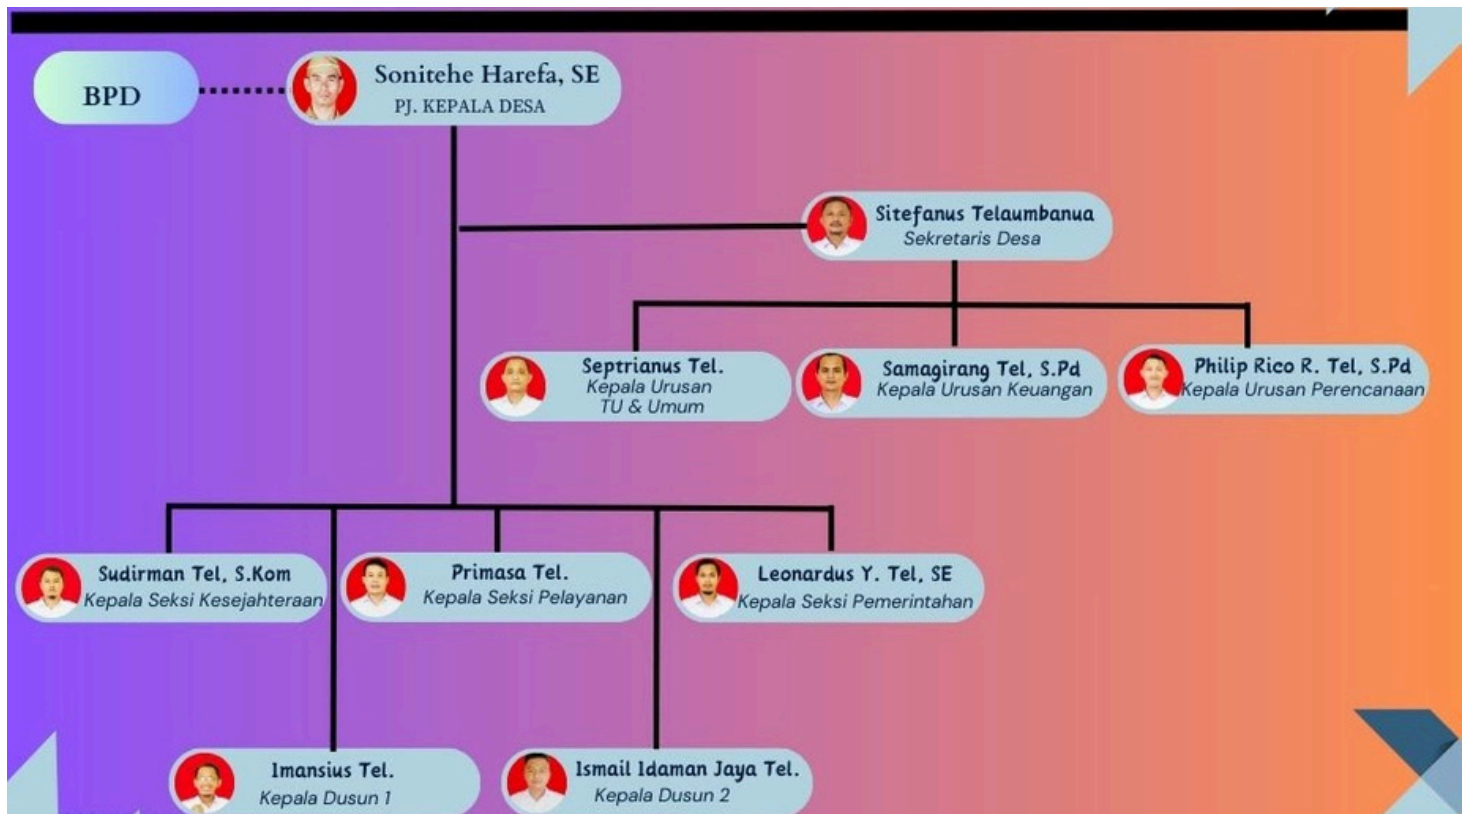 BPD
Sonitehe Harefa, SE
PJ. KEPALA DESA
Sitefanus Telaumbanua
Sekretaris Desa
Septrianus Tel.
Kepala Urusan
TU & Umum
Samagirang Tel, S.Pd
Kepala Urusan Keuangan
Philip Rico R. Tel, S.Pd
Kepala Urusan Perencanaan
Sudirman Tel, S.Kom
Kepala Seksi Kesejahteraan
Primasa Tel.
Kepala Seksi Pelayanan
Leonardus Y. Tel, SE
Kepala Seksi Pemerintahan
Imansius Tel.
Kepala Dusun 1
Ismail Idaman Jaya Tel.
Kepala Dusun 2